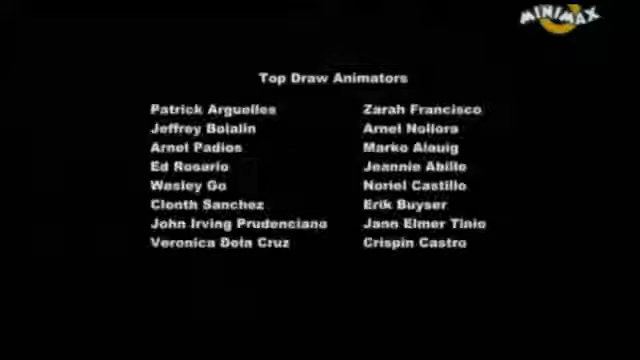 MINIMAX
Top Draw Animators
Patrick Arguelles
Jeffrey Bolalin
Arnel Padios
Ed Rosario
Wesley Go
Clonth Sanchez
John Irving Prudenciano
Veronica Dela Cruz
Zarah Francisco
Arnel Nollora
Marko Alauig
Jeannie Abille
Noriel Castillo
Erik Buyser
Jann Elmer Tinio
Crispin Castro